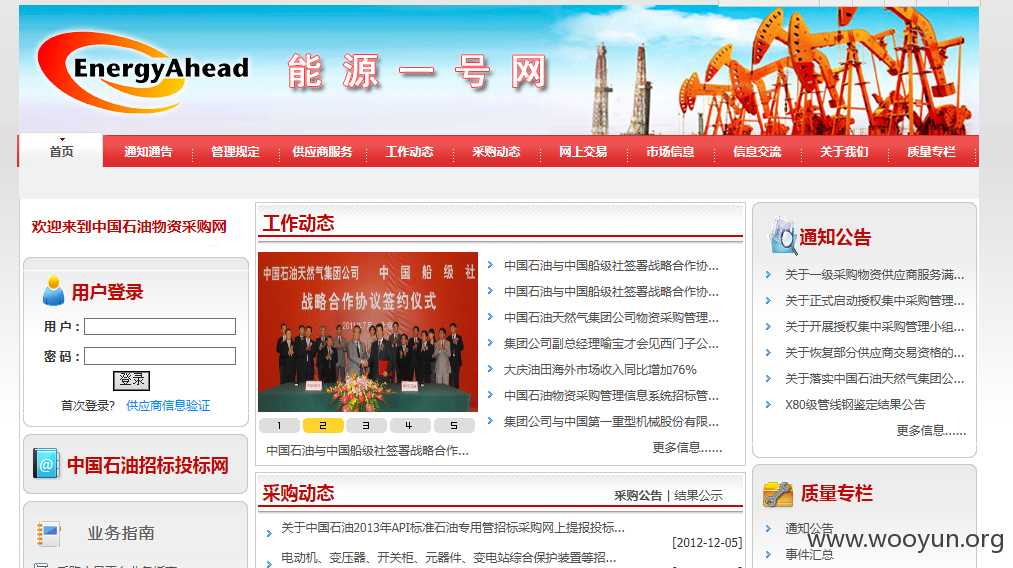 EnergyAhead
能源一号网
首页 通知通告 管理规定 供应商服务 工作动态 采购动态 网上交易 市场信息 信息交流 关于我们 质量专栏
欢迎来到中国石油物资采购网
用户登录
用户：
密码：
登录
首次登录？ 供应商信息验证
中国石油招标投标网
业务指南
工作动态
中国石油天然气集团公司 中国船级社
战略合作协议签约仪式
1 2 3 4 5
中国石油与中国船级社签署战略合作...
中国石油与中国船级社签署战略合作协...
中国石油与中国船级社签署战略合作协...
中国石油天然气集团公司物资采购管理...
集团公司副总经理喻宝才会见西门子公...
大庆油田海外市场收入同比增加76%
中国石油物资采购管理信息系统招标管...
集团公司与中国第一重型机械股份有限...
更多信息......
采购动态
采购公告 | 结果公示
关于中国石油2013年API标准石油专用管招标采购网上提报投标...
[2012-12-05]
电动机、变压器、开关柜、元器件、变电站综合保护装置等招...
通知公告
关于一级采购物资供应商服务满...
关于正式启动授权集中采购管理...
关于开展授权集中采购管理小组...
关于恢复部分供应商交易资格的...
关于落实中国石油天然气集团公...
X80级管线钢鉴定结果公告
更多信息......
质量专栏
通知公告
事件汇总
www.wooyun.org